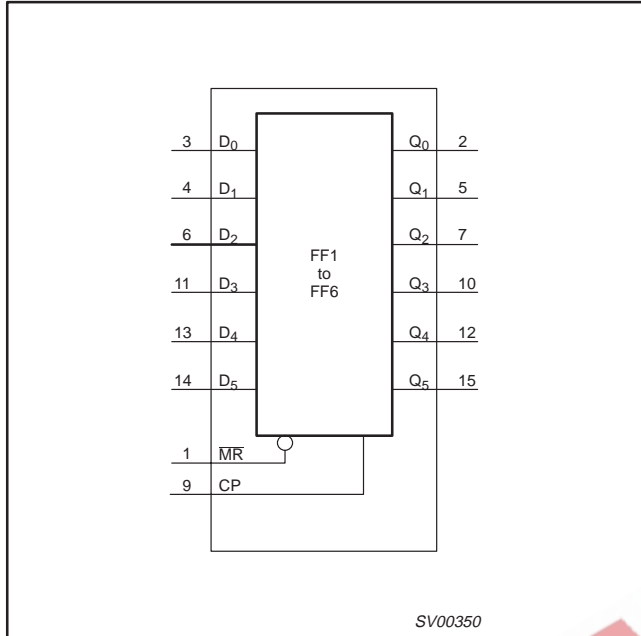 3 D0 Q0 2
4 D1 Q1 5
6 D2 Q2 7
FF1
to
FF6
11 D3 Q3 10
13 D4 Q4 12
14 D5 Q5 15
1 M̅R̅
9 CP
SV00350